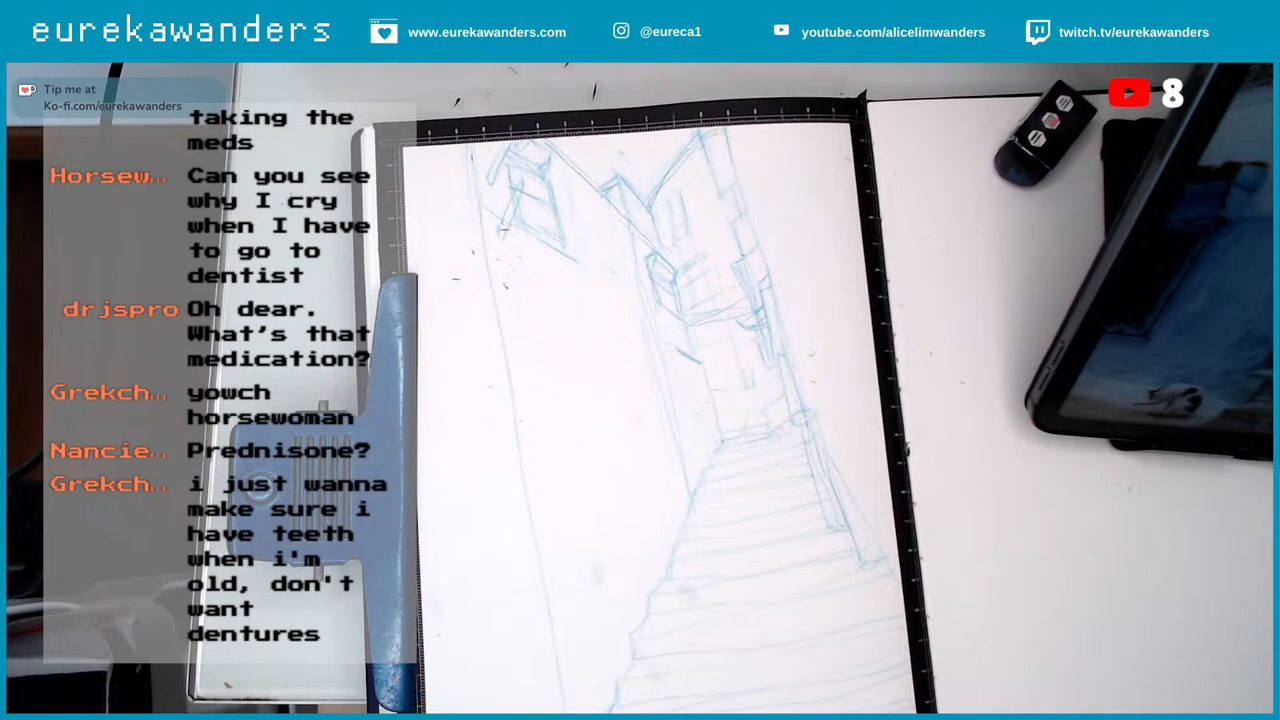 eurekawanders
www.eurekawanders.com
@eureca1
youtube.com/alicelimwanders
twitch.tv/eurekawanders
Tip me at
Ko-fi.com/eurekawanders
8
taking the
meds
Horsew... Can you see
why I cry
when I have
to go to
dentist
drjspro Oh dear.
What's that
medication?
Grekch... yowch
horsewoman
Nancie... Prednisone?
Grekch... i just wanna
make sure i
have teeth
when i'm
old, don't
want
dentures